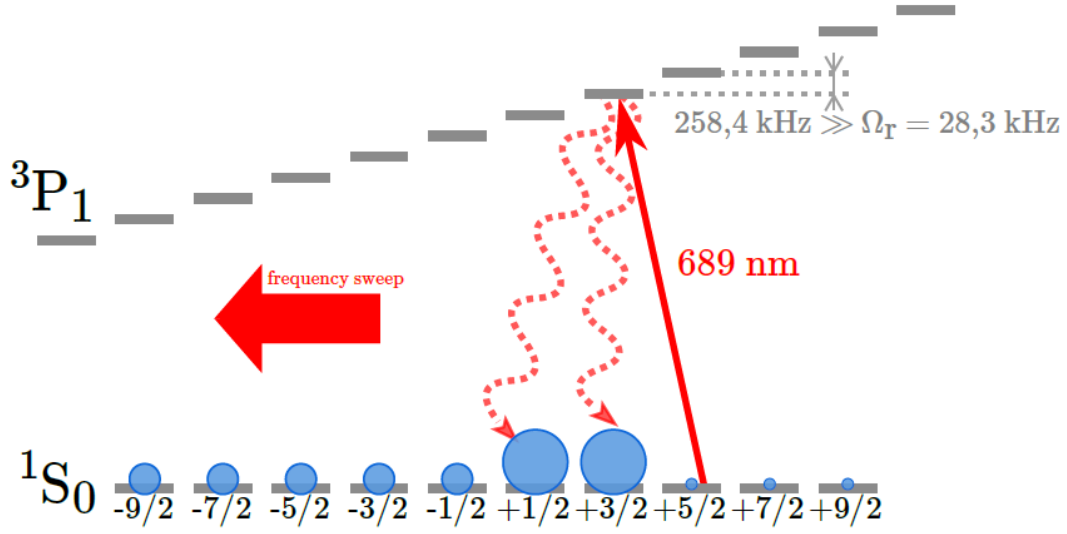 258,4 kHz ≫ Ωr = 28,3 kHz
³P₁
689 nm
frequency sweep
¹S₀
-9/2 -7/2 -5/2 -3/2 -1/2 +1/2 +3/2 +5/2 +7/2 +9/2